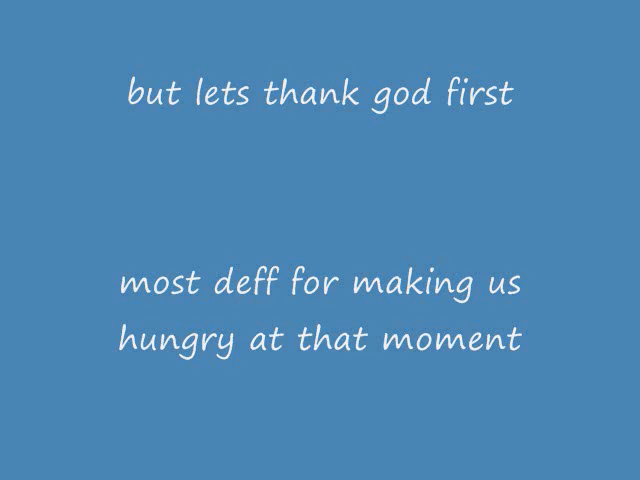 but lets thank god first
most deff for making us
hungry at that moment